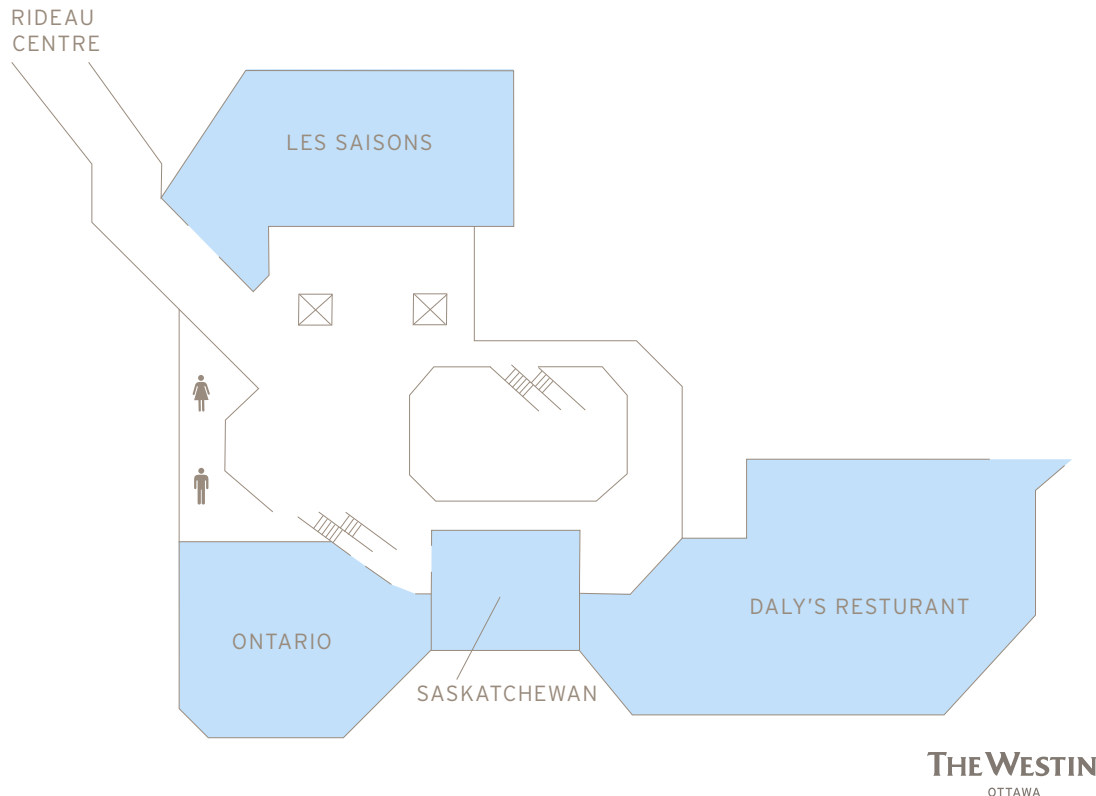 RIDEAU
CENTRE
LES SAISONS
DALY'S RESTURANT
ONTARIO
SASKATCHEWAN
THE WESTIN
OTTAWA